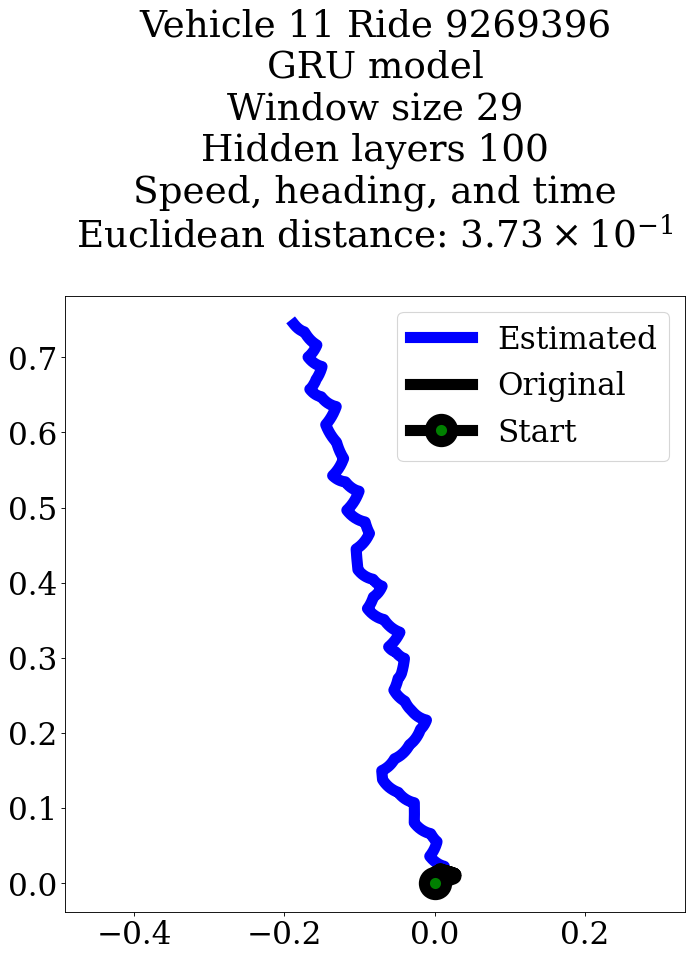 Vehicle 11 Ride 9269396
GRU model
Window size 29
Hidden layers 100
Speed, heading, and time
Euclidean distance: 3.73 × 10⁻¹
Estimated
Original
Start
0.7
0.6
0.5
0.4
0.3
0.2
0.1
0.0
−0.4 −0.2 0.0 0.2